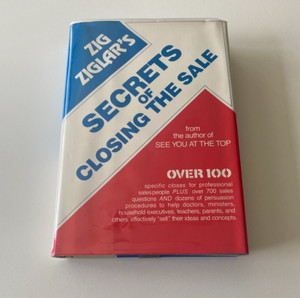 ZIG
ZIGLAR'S
SECRETS
OF
CLOSING THE SALE
from
the author of
SEE YOU AT THE TOP
OVER 100
specific closes for professional
salespeople PLUS over 700 sales
questions AND dozens of persuasion
procedures to help doctors, ministers,
household executives, teachers, parents, and
others, effectively "sell" their ideas and concepts.